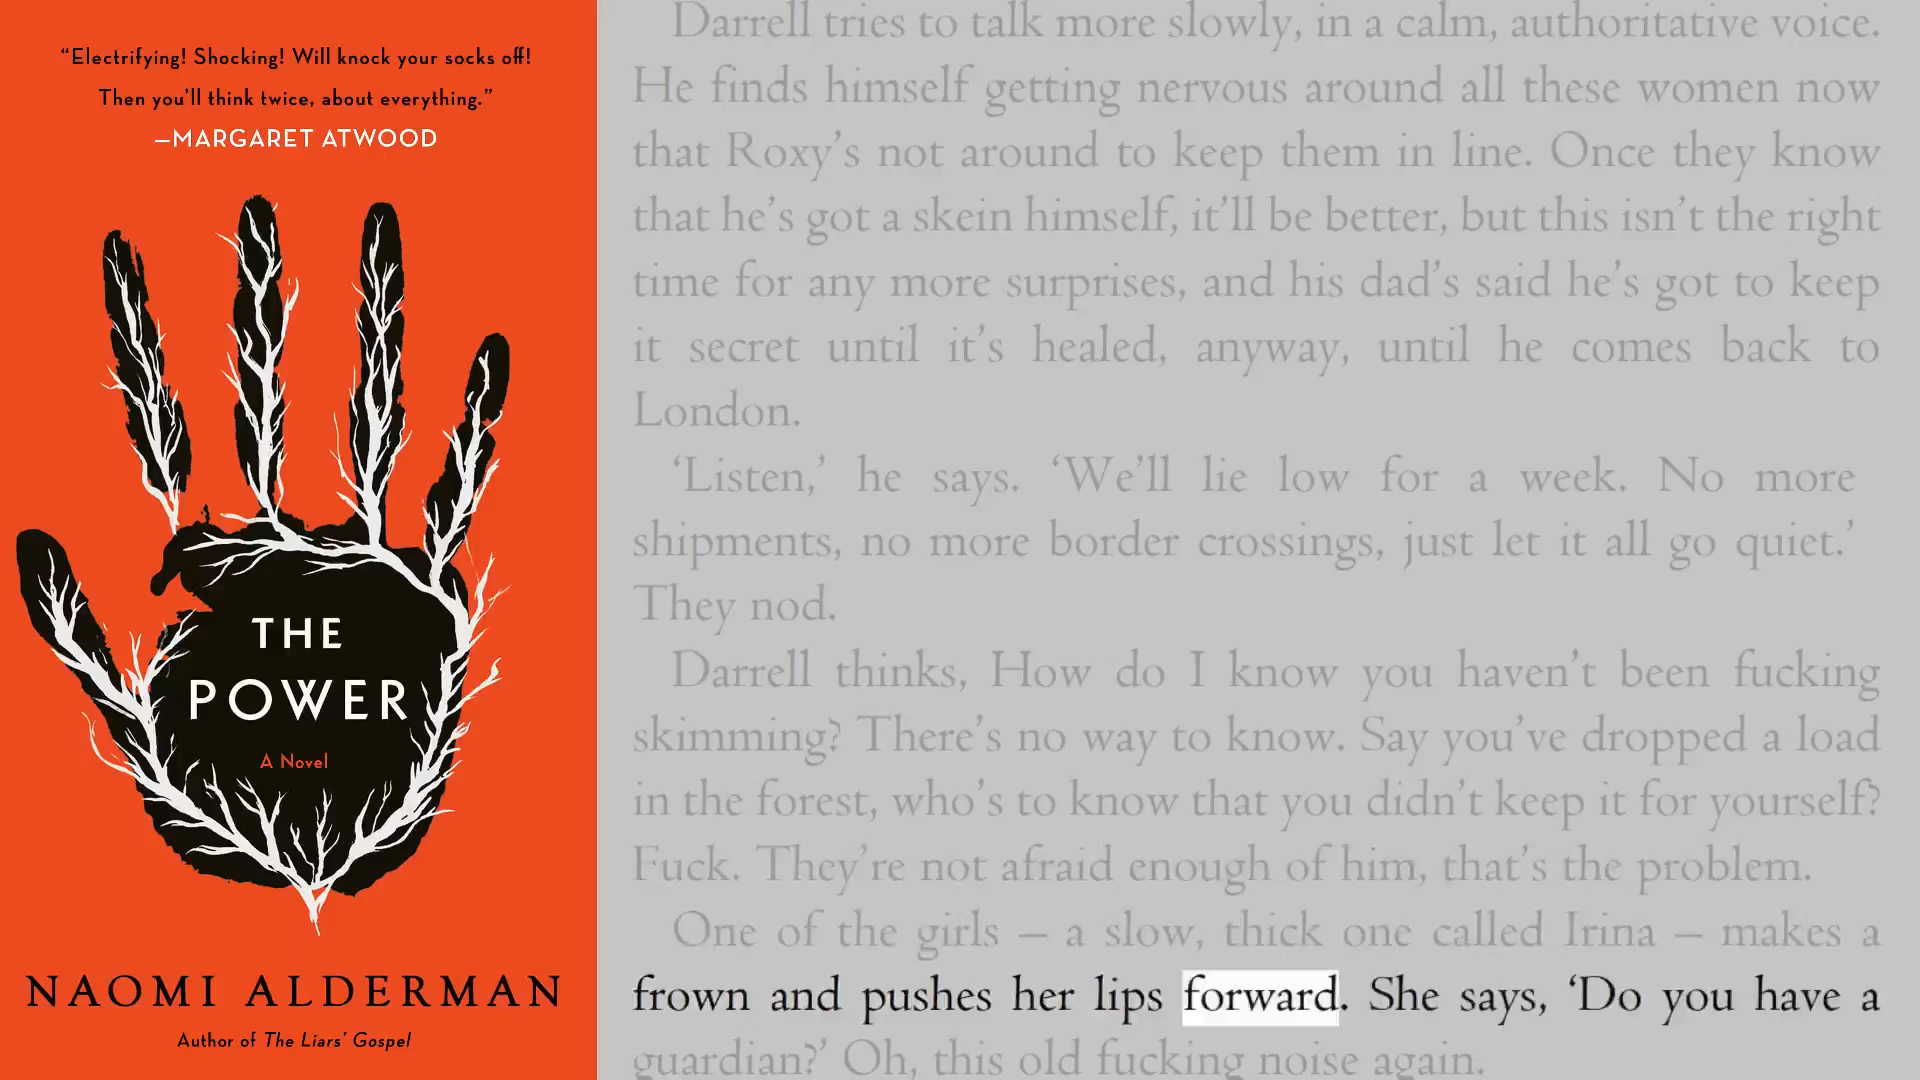 “Electrifying! Shocking! Will knock your socks off!
Then you’ll think twice, about everything.”
—MARGARET ATWOOD
THE
POWER
A Novel
NAOMI ALDERMAN
Author of The Liars’ Gospel
Darrell tries to talk more slowly, in a calm, authoritative voice.
He finds himself getting nervous around all these women now
that Roxy’s not around to keep them in line. Once they know
that he’s got a skein himself, it’ll be better, but this isn’t the right
time for any more surprises, and his dad’s said he’s got to keep
it secret until it’s healed, anyway, until he comes back to
London.
‘Listen,’ he says. ‘We’ll lie low for a week. No more
shipments, no more border crossings, just let it all go quiet.’
They nod.
Darrell thinks, How do I know you haven’t been fucking
skimming? There’s no way to know. Say you’ve dropped a load
in the forest, who’s to know that you didn’t keep it for yourself?
Fuck. They’re not afraid enough of him, that’s the problem.
One of the girls – a slow, thick one called Irina – makes a
frown and pushes her lips forward. She says, ‘Do you have a
guardian?’ Oh, this old fucking noise again.